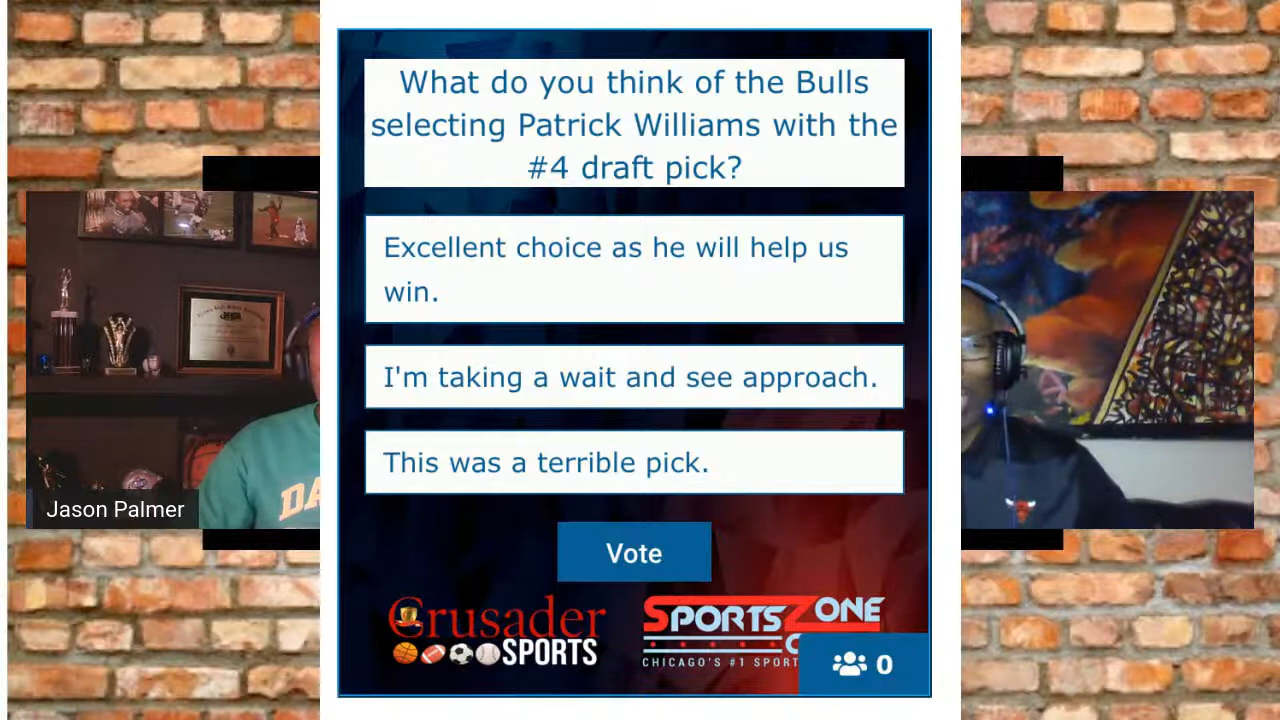 What do you think of the Bulls
selecting Patrick Williams with the
#4 draft pick?
Excellent choice as he will help us
win.
I'm taking a wait and see approach.
This was a terrible pick.
Vote
Crusader
SPORTS
SPORTSZONE
CHICAGO'S #1 SPORT
0
Jason Palmer
DA